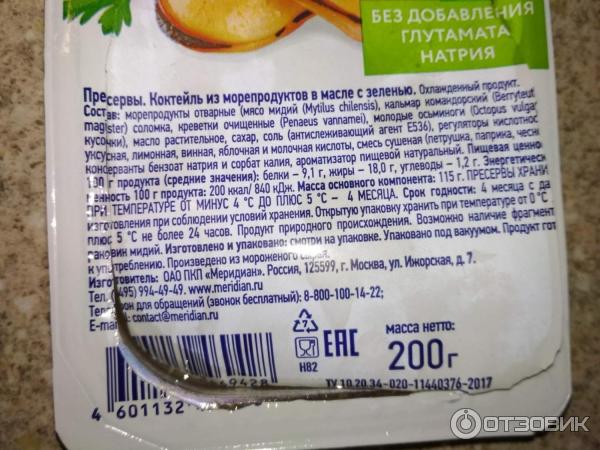 БЕЗ ДОБАВЛЕНИЯ
ГЛУТАМАТА
НАТРИЯ
Пресервы. Коктейль из морепродуктов в масле с зеленью. Охлажденный продукт.
Состав: морепродукты отварные (мясо мидий (Mytilus chilensis), кальмар командорский (Berryteut
magister) соломка, креветки очищенные (Penaeus vannamei), молодые осьминоги (Octopus vulgar
кусочки), масло растительное, сахар, соль (антислеживающий агент Е536), регуляторы кислотнос
уксусная, лимонная, винная, яблочная и молочная кислоты, смесь сушеная (петрушка, паприка, чесно
консерванты бензоат натрия и сорбат калия, ароматизатор пищевой натуральный. Пищевая ценно
100 г продукта (средние значения): белки – 9,1 г, жиры – 18,0 г, углеводы – 1,2 г. Энергетическ
ценность 100 г продукта: 200 ккал/ 840 кДж. Масса основного компонента: 115 г. ПРЕСЕРВЫ ХРАНИ
ПРИ ТЕМПЕРАТУРЕ ОТ МИНУС 4 °C ДО ПЛЮС 5 °C – 4 МЕСЯЦА. Срок годности: 4 месяца с да
изготовления при соблюдении условий хранения. Открытую упаковку хранить при температуре от 0 °C
плюс 5 °C не более 24 часов. Продукт природного происхождения. Возможно наличие фрагмент
раковин мидий. Изготовлено и упаковано: смотри на упаковке. Упаковано под вакуумом. Продукт гот
к употреблению. Произведено из мороженого сырья.
Изготовитель: ОАО ПКП «Меридиан». Россия, 125599, г. Москва, ул. Ижорская, д. 7.
Тел. (495) 994-49-49. www.meridian.ru
Телефон для обращений (звонок бесплатный): 8-800-100-14-22;
E-mail: contact@meridian.ru
7
H82
EAC
масса нетто:
200г
ТУ 10.20.34-020-11440376-2017
4 601132 49428
ОТЗОВИК